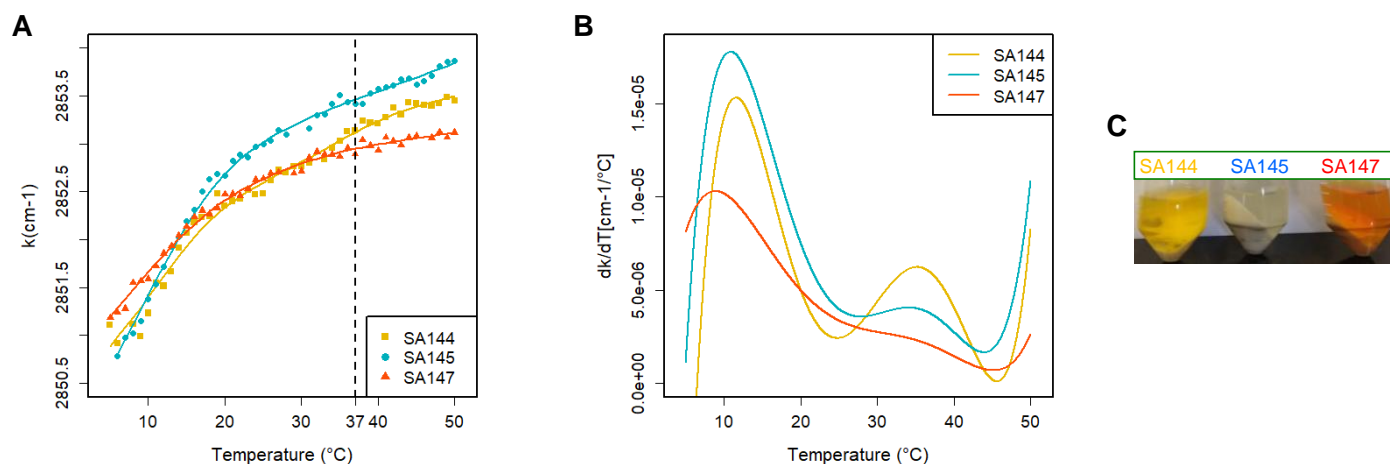 A
k(cm-1)
2853.5
2852.5
2851.5
2850.5
SA144
SA145
SA147
10 20 30 37 40 50
Temperature (°C)
B
dk/dT[cm-1/°C]
1.5e-05
1.0e-05
5.0e-06
0.0e+00
SA144
SA145
SA147
10 20 30 40 50
Temperature (°C)
C
SA144 SA145 SA147